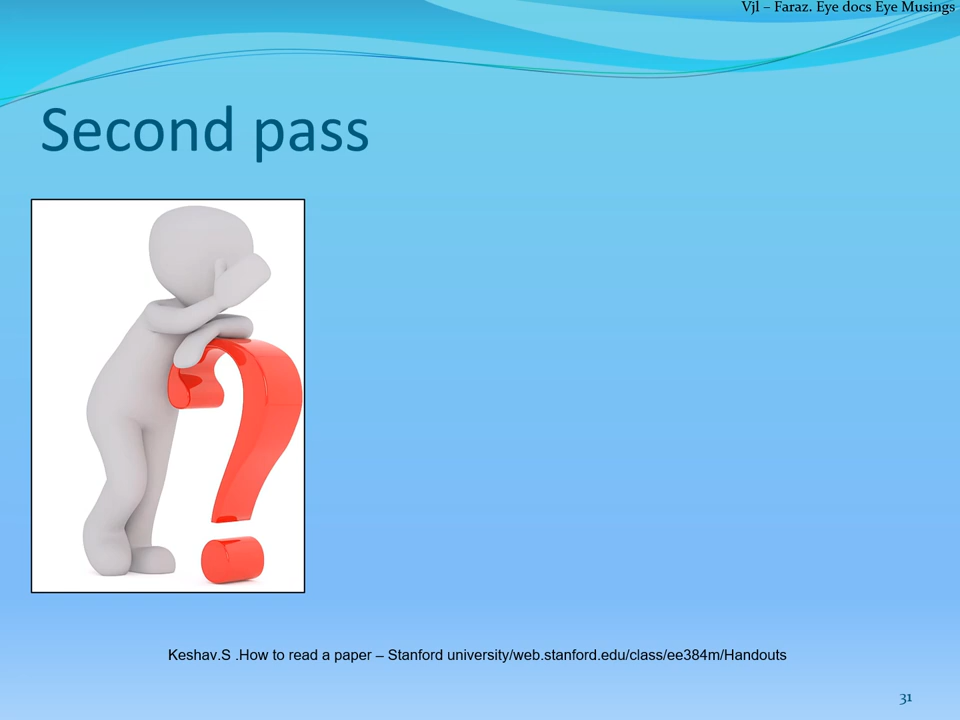 Vjl – Faraz. Eye docs Eye Musings
Second pass
Keshav.S .How to read a paper – Stanford university/web.stanford.edu/class/ee384m/Handouts
31